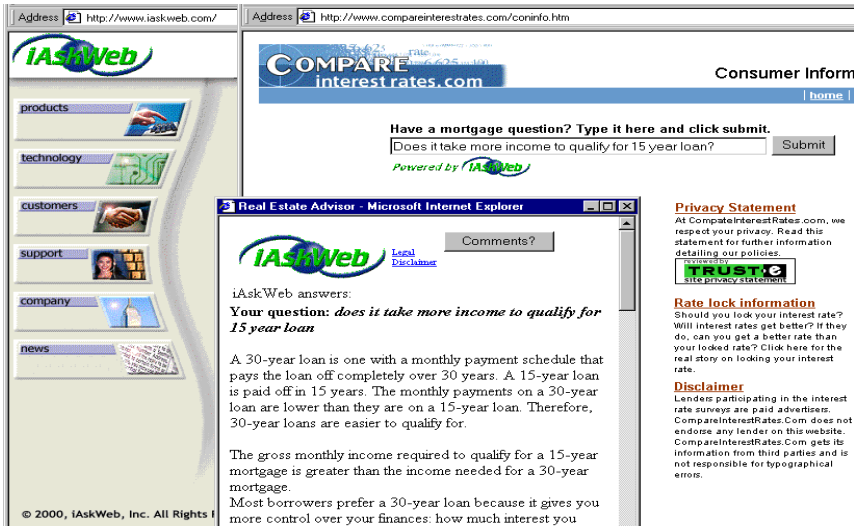 Address http://www.iaskweb.com/
iAskWeb
products
technology
customers
support
company
news
© 2000, iAskWeb, Inc. All Rights
Address http://www.compareinterestrates.com/coninfo.htm
COMPARE
interest rates.com
rate
Consumer Inform
| home |
Have a mortgage question? Type it here and click submit.
Does it take more income to qualify for 15 year loan?
Submit
Powered by iAskWeb
Real Estate Advisor - Microsoft Internet Explorer
iAskWeb
Legal
Disclaimer
Comments?
iAskWeb answers:
Your question: does it take more income to qualify for
15 year loan
A 30-year loan is one with a monthly payment schedule that
pays the loan off completely over 30 years. A 15-year loan
is paid off in 15 years. The monthly payments on a 30-year
loan are lower than they are on a 15-year loan. Therefore,
30-year loans are easier to qualify for.
The gross monthly income required to qualify for a 15-year
mortgage is greater than the income needed for a 30-year
mortgage.
Most borrowers prefer a 30-year loan because it gives you
more control over your finances: how much interest you
Privacy Statement
At CompateInterestRates.com, we
respect your privacy. Read this
statement for further information
detailing our policies.
reviewed by
TRUSTe
site privacy statement
Rate lock information
Should you lock your interest rate?
Will interest rates get better? If they
do, can you get a better rate than
your locked rate? Click here for the
real story on locking your interest
rate.
Disclaimer
Lenders participating in the interest
rate surveys are paid advertisers.
CompareInterestRates.Com does not
endorse any lender on this website.
CompareInterestRates.Com gets its
information from third parties and is
not responsible for typographical
errors.